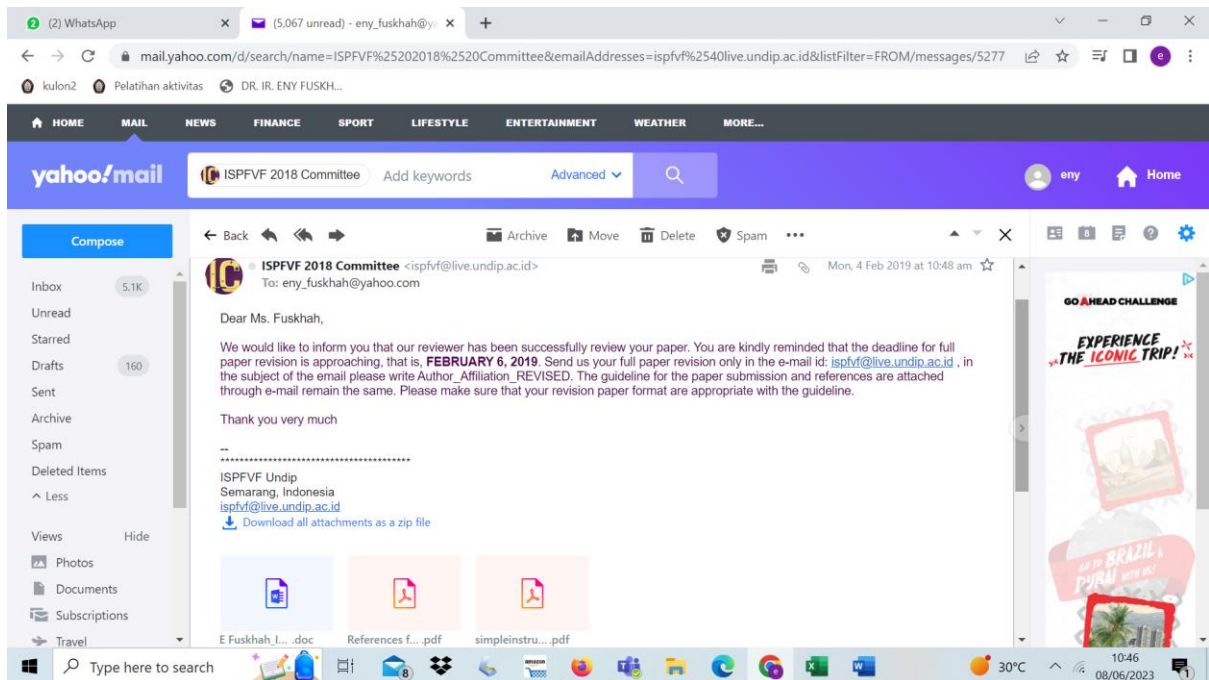 (2) WhatsApp
(5,067 unread) - eny_fuskhah@ya
mail.yahoo.com/d/search/name=ISPFVF%25202018%2520Committee&emailAddresses=ispfvf%2540live.undip.ac.id&listFilter=FROM/messages/5277
e
kulon2
Pelatihan aktivitas
DR. IR. ENY FUSKH...
HOME MAIL NEWS FINANCE SPORT LIFESTYLE ENTERTAINMENT WEATHER MORE...
yahoo!mail
ISPFVF 2018 Committee
Add keywords
Advanced
eny
Home
Compose
Back
Archive
Move
Delete
Spam
8
Inbox 5.1K
Unread
Starred
Drafts 160
Sent
Archive
Spam
Deleted Items
Less
Views Hide
Photos
Documents
Subscriptions
Travel
ISPFVF 2018 Committee <ispfvf@live.undip.ac.id>
Mon, 4 Feb 2019 at 10:48 am
To: eny_fuskhah@yahoo.com
Dear Ms. Fuskhah,
We would like to inform you that our reviewer has been successfully review your paper. You are kindly reminded that the deadline for full
paper revision is approaching, that is, FEBRUARY 6, 2019. Send us your full paper revision only in the e-mail id: ispfvf@live.undip.ac.id , in
the subject of the email please write Author_Affiliation_REVISED. The guideline for the paper submission and references are attached
through e-mail remain the same. Please make sure that your revision paper format are appropriate with the guideline.
Thank you very much
--
****************************************
ISPFVF Undip
Semarang, Indonesia
ispfvf@live.undip.ac.id
Download all attachments as a zip file
E Fuskhah_I... .doc
References f... .pdf
simpleinstru... .pdf
GO AHEAD CHALLENGE
EXPERIENCE
THE ICONIC TRIP!
GO TO BRAZIL &
DUBAI WITH US!
Type here to search
8
amazon
30°C
10:46
08/06/2023
1